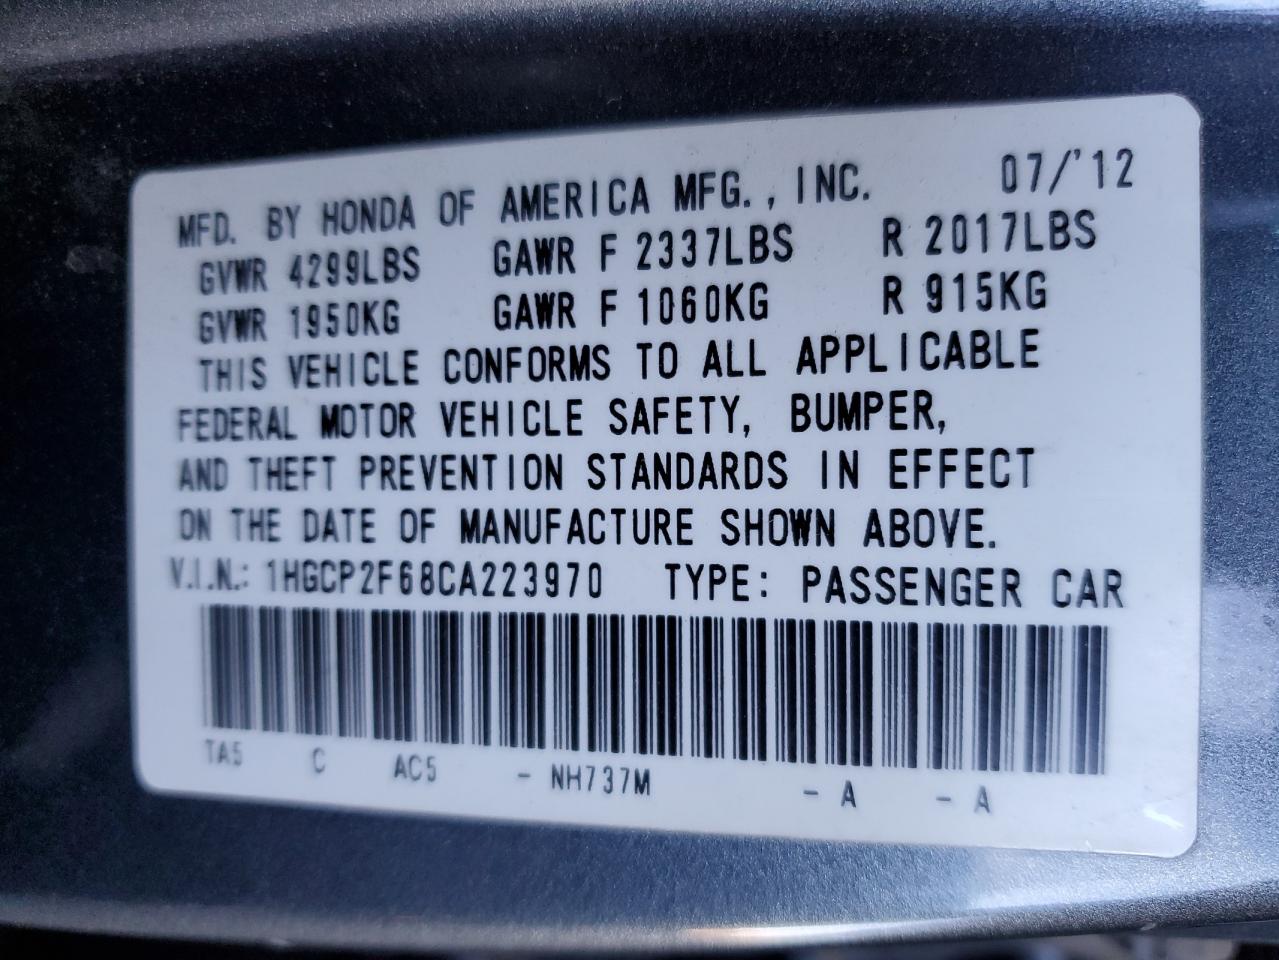 MFD. BY HONDA OF AMERICA MFG., INC. 07/'12
GVWR 4299LBS GAWR F 2337LBS R 2017LBS
GVWR 1950KG GAWR F 1060KG R 915KG
THIS VEHICLE CONFORMS TO ALL APPLICABLE
FEDERAL MOTOR VEHICLE SAFETY, BUMPER,
AND THEFT PREVENTION STANDARDS IN EFFECT
ON THE DATE OF MANUFACTURE SHOWN ABOVE.
V.I.N.: 1HGCP2F68CA223970 TYPE: PASSENGER CAR
TA5 C AC5 - NH737M - A - A